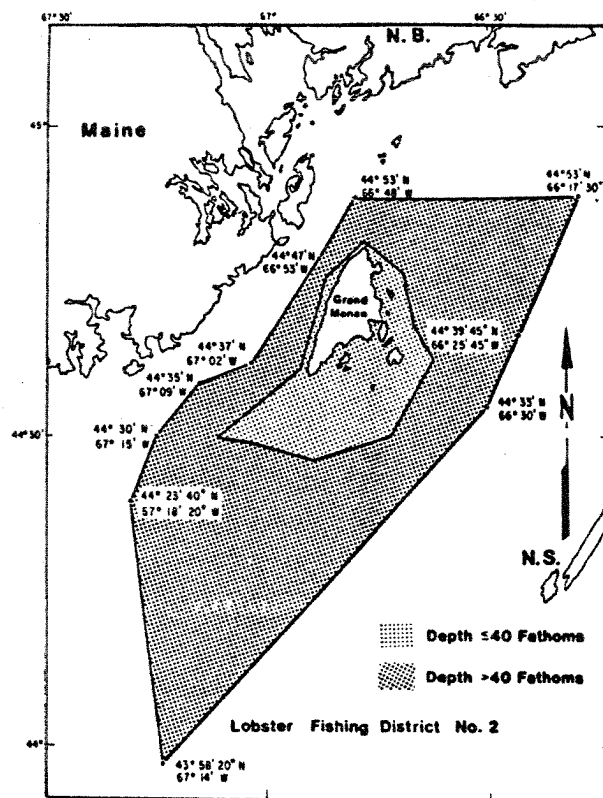 67° 30'
67°
66° 30'
N. B.
Maine
45°
44° 53' N
66° 48' W
44° 53' N
66° 17' 30"
44° 47'
66° 53' W
Grand
Manan
44° 39' 45" N
66° 25' 45" W
44° 37' N
67° 02' W
44° 35' N
67° 09' W
44° 33' N
66° 30' W
44° 30' N
67° 15' W
44° 30'
N
44° 23' 40" N
57° 18' 20" W
N.S.
Depth ≤40 Fathoms
Depth >40 Fathoms
Lobster Fishing District No. 2
44°
43° 58' 20" N
67° 14' W